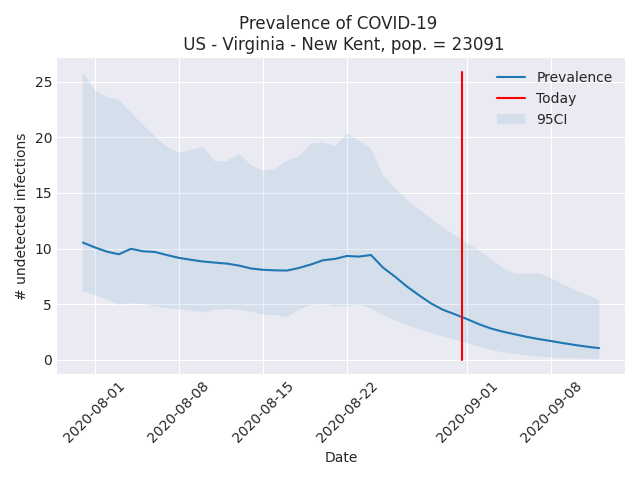 Prevalence of COVID-19
US - Virginia - New Kent, pop. = 23091
Prevalence
Today
95CI
# undetected infections
25
20
15
10
5
0
2020-08-01
2020-08-08
2020-08-15
2020-08-22
2020-09-01
2020-09-08
Date